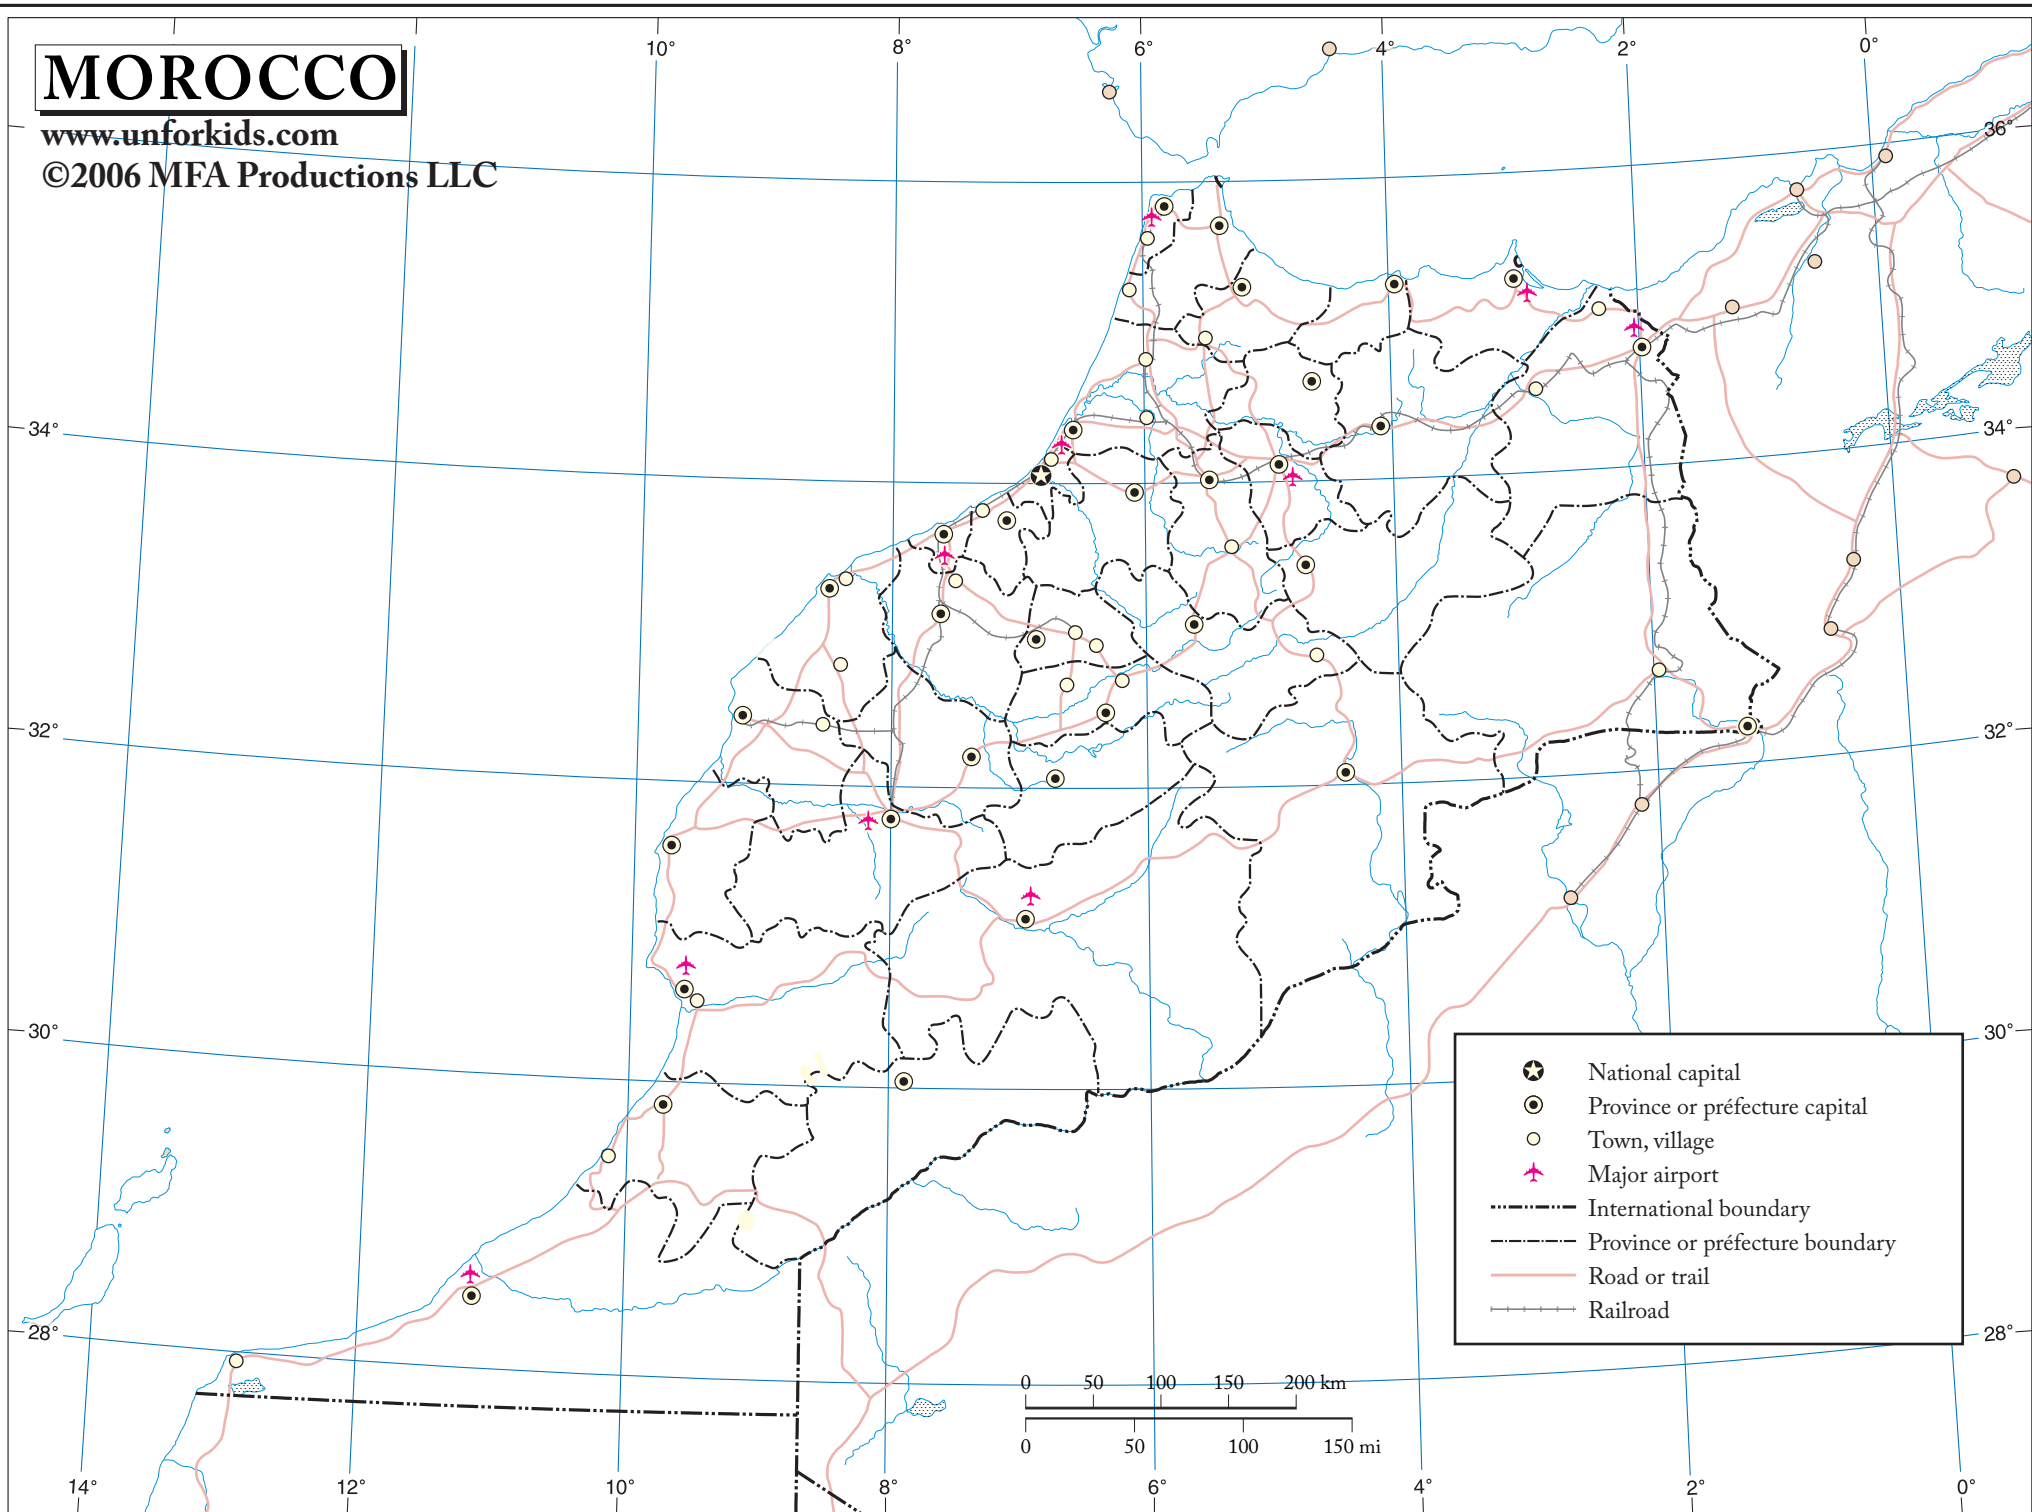 10° 8° 6° 4° 2° 0°
MOROCCO
www.unforkids.com
©2006 MFA Productions LLC
36°
34° 34°
32° 32°
30° 30°
National capital
Province or préfecture capital
Town, village
Major airport
International boundary
Province or préfecture boundary
Road or trail
Railroad
28° 28°
0 50 100 150 200 km
0 50 100 150 mi
14° 12° 10° 8° 6° 4° 2° 0°